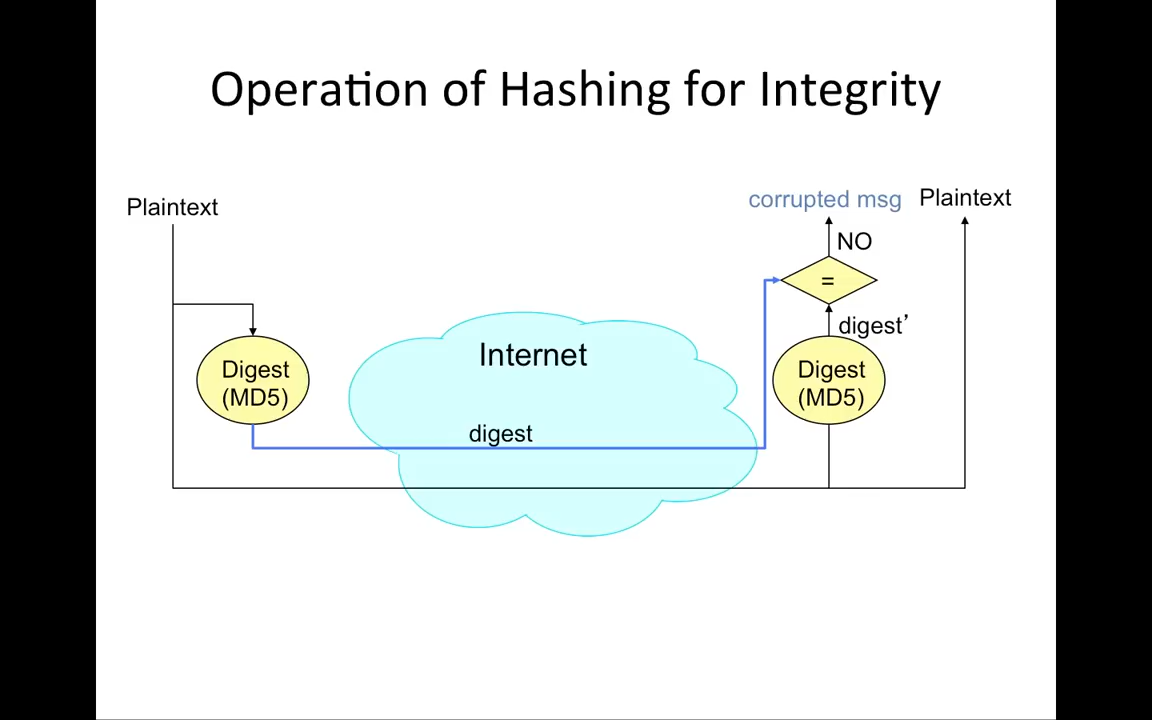 Operation of Hashing for Integrity
Plaintext
corrupted msg
Plaintext
NO
=
digest’
Digest
(MD5)
Internet
Digest
(MD5)
digest